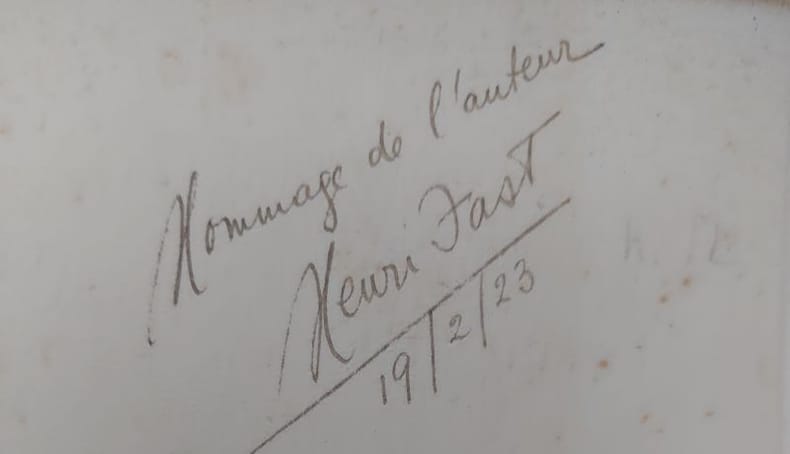 Hommage de l'auteur
Henri Fast
19/2/23